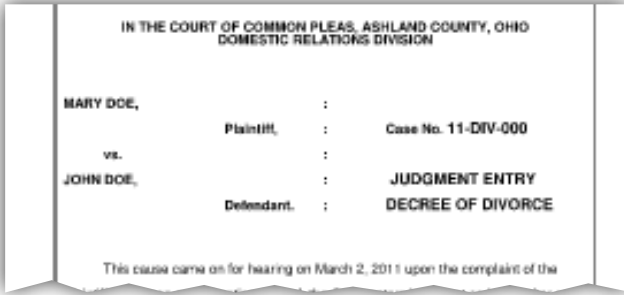 IN THE COURT OF COMMON PLEAS, ASHLAND COUNTY, OHIO
DOMESTIC RELATIONS DIVISION
MARY DOE, :
Plaintiff, : Case No. 11-DIV-000
vs. :
JOHN DOE, : JUDGMENT ENTRY
Defendant. : DECREE OF DIVORCE
This cause came on for hearing on March 2, 2011 upon the complaint of the